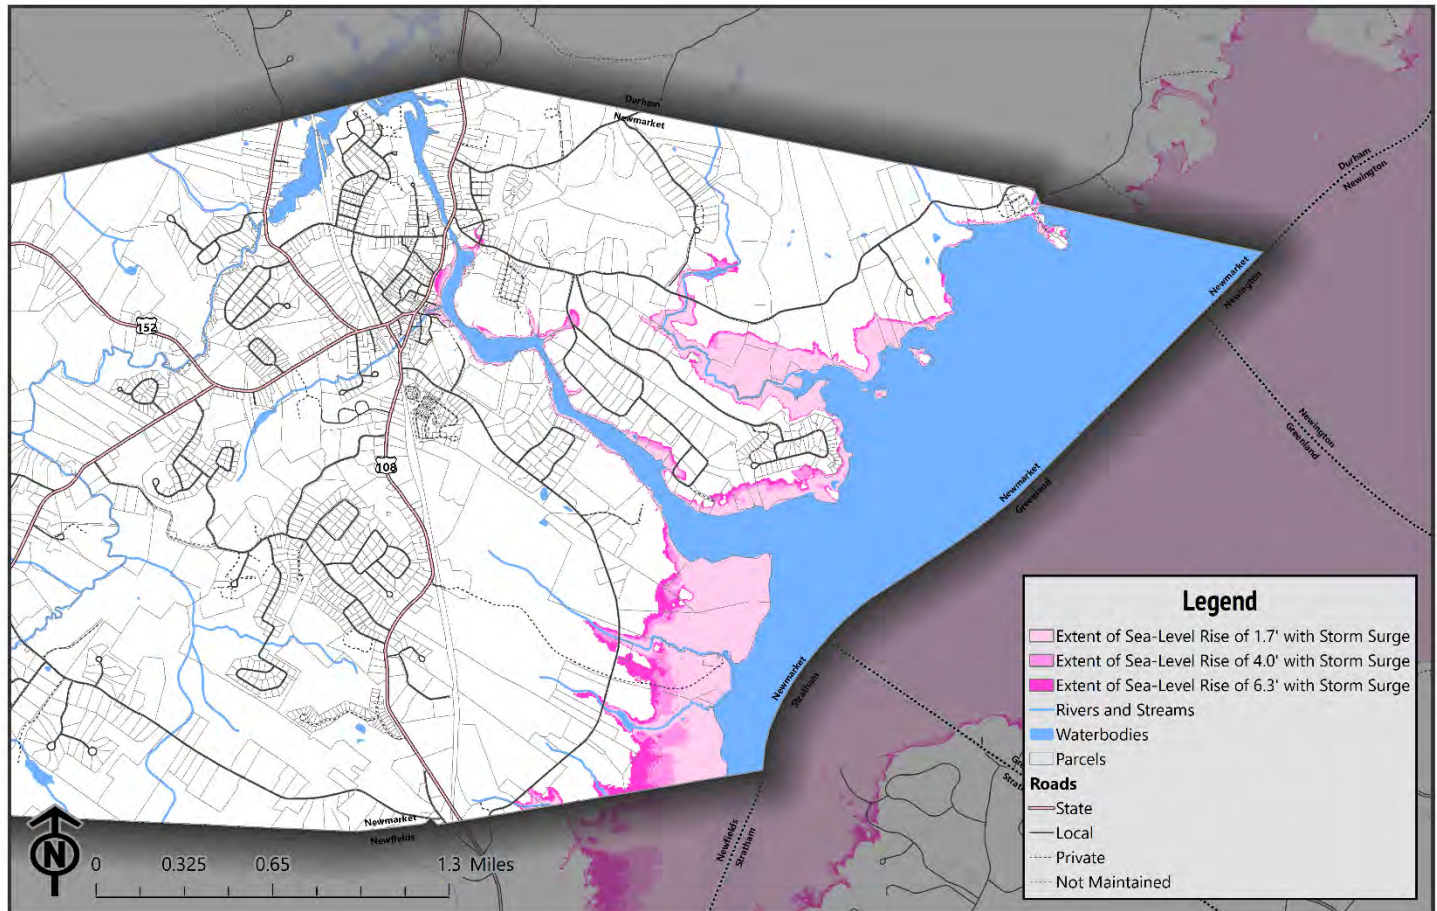 Durham
Newmarket
Durham
Newington
Newmarket
Newington
152
Newington
Greenland
108
Newmarket
Greenland
Newmarket
Stratham
Newmarket
Newfields
Newfields
Stratham
N
0 0.325 0.65 1.3 Miles
Legend
Extent of Sea-Level Rise of 1.7' with Storm Surge
Extent of Sea-Level Rise of 4.0' with Storm Surge
Extent of Sea-Level Rise of 6.3' with Storm Surge
Rivers and Streams
Waterbodies
Parcels
Roads
State
Local
Private
Not Maintained